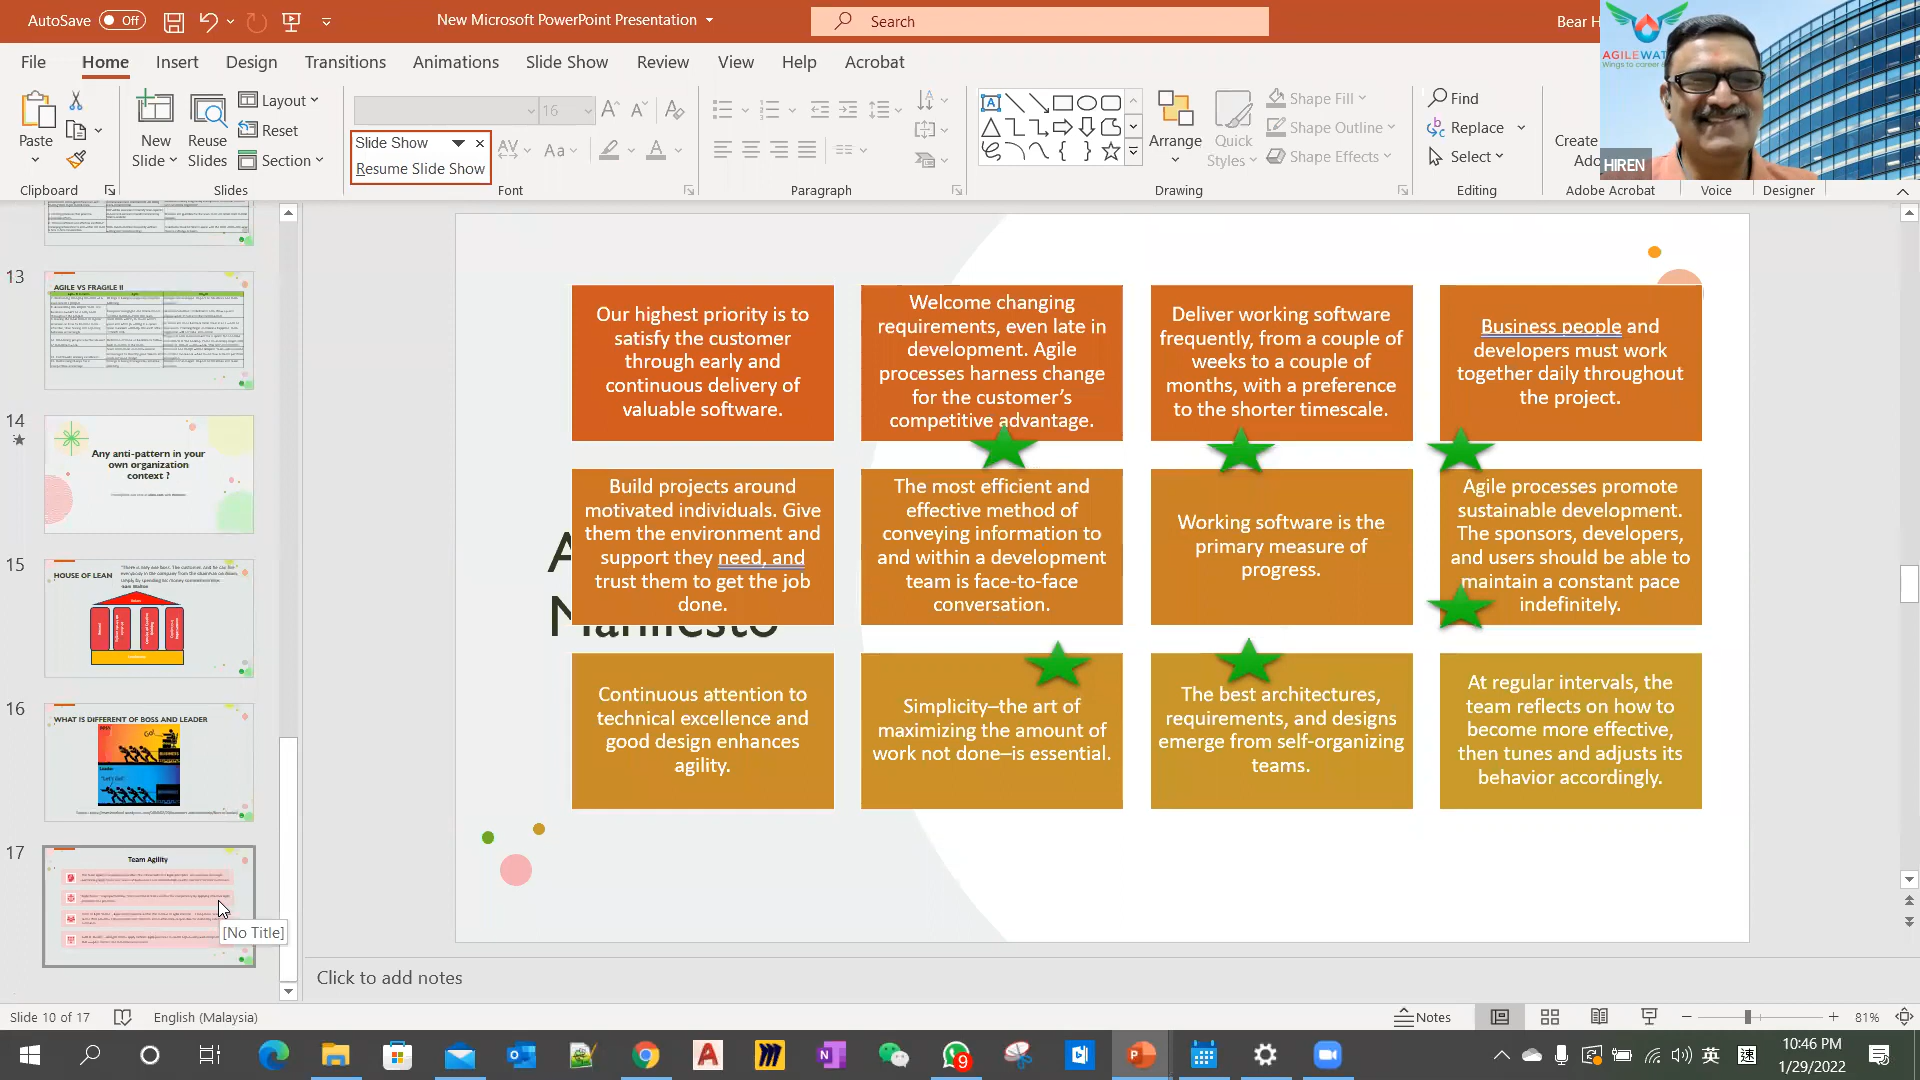 AutoSave Off
New Microsoft PowerPoint Presentation
Search
Bear H
File Home Insert Design Transitions Animations Slide Show Review View Help Acrobat
Paste
New Slide
Reuse Slides
Layout
Reset
Section
16
Slide Show
Resume Slide Show
Arrange
Quick Styles
Shape Fill
Shape Outline
Shape Effects
Find
Replace
Select
Clipboard
Slides
Font
Paragraph
Drawing
Editing
Adobe Acrobat
Voice
Designer
HIREN
13
AGILE VS FRAGILE II
14
Any anti-pattern in your
own organization
context ?
15
HOUSE OF LEAN
16
WHAT IS DIFFERENT OF BOSS AND LEADER
17
Team Agility
[No Title]
Our highest priority is to
satisfy the customer
through early and
continuous delivery of
valuable software.
Welcome changing
requirements, even late in
development. Agile
processes harness change
for the customer's
competitive advantage.
Deliver working software
frequently, from a couple of
weeks to a couple of
months, with a preference
to the shorter timescale.
Business people and
developers must work
together daily throughout
the project.
Build projects around
motivated individuals. Give
them the environment and
support they need, and
trust them to get the job
done.
The most efficient and
effective method of
conveying information to
and within a development
team is face-to-face
conversation.
Working software is the
primary measure of
progress.
Agile processes promote
sustainable development.
The sponsors, developers,
and users should be able to
maintain a constant pace
indefinitely.
Manifesto
Continuous attention to
technical excellence and
good design enhances
agility.
Simplicity–the art of
maximizing the amount of
work not done–is essential.
The best architectures,
requirements, and designs
emerge from self-organizing
teams.
At regular intervals, the
team reflects on how to
become more effective,
then tunes and adjusts its
behavior accordingly.
Click to add notes
Slide 10 of 17 English (Malaysia)
Notes
81%
英
速
10:46 PM
1/29/2022
9